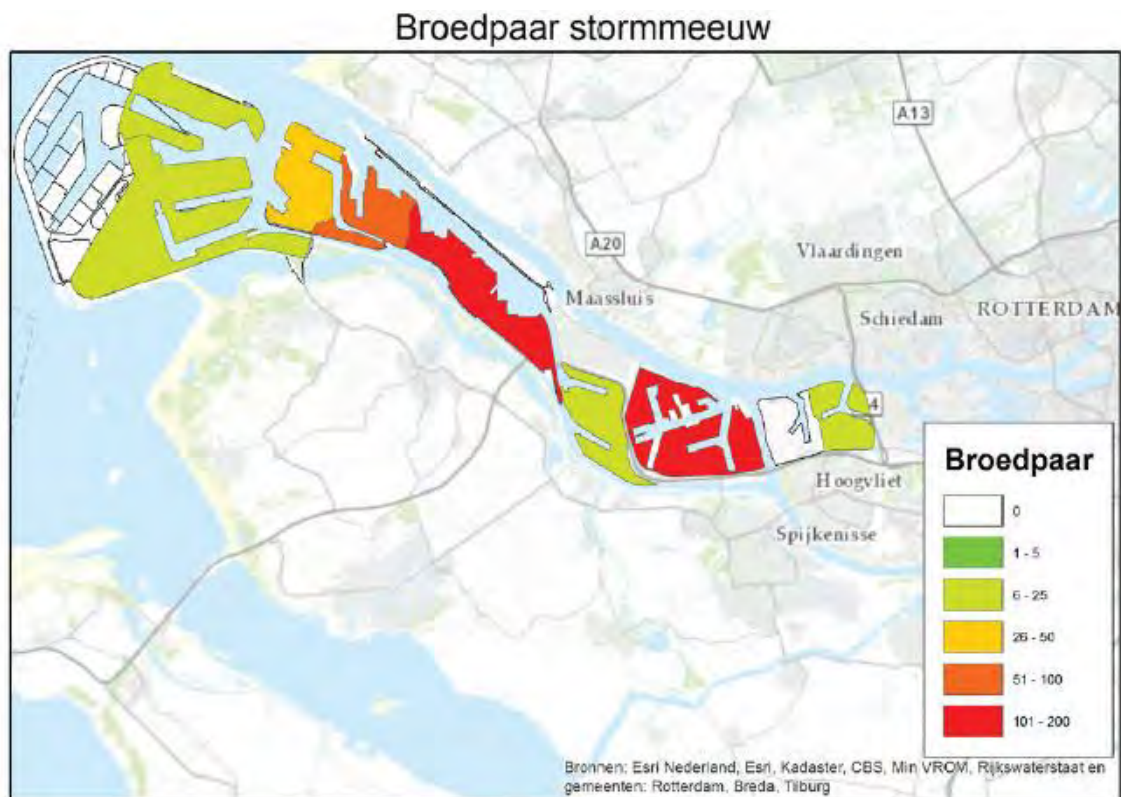 Broedpaar stormmeeuw
A13
A20
Vlaardingen
Maassluis
Schiedam
ROTTERDAM
4
Hoogvliet
Spijkenisse
Broedpaar
0
1 - 5
6 - 25
26 - 50
51 - 100
101 - 200
Bronnen: Esri Nederland, Esri, Kadaster, CBS, Min VROM, Rijkswaterstaat en
gemeenten: Rotterdam, Breda, Tilburg